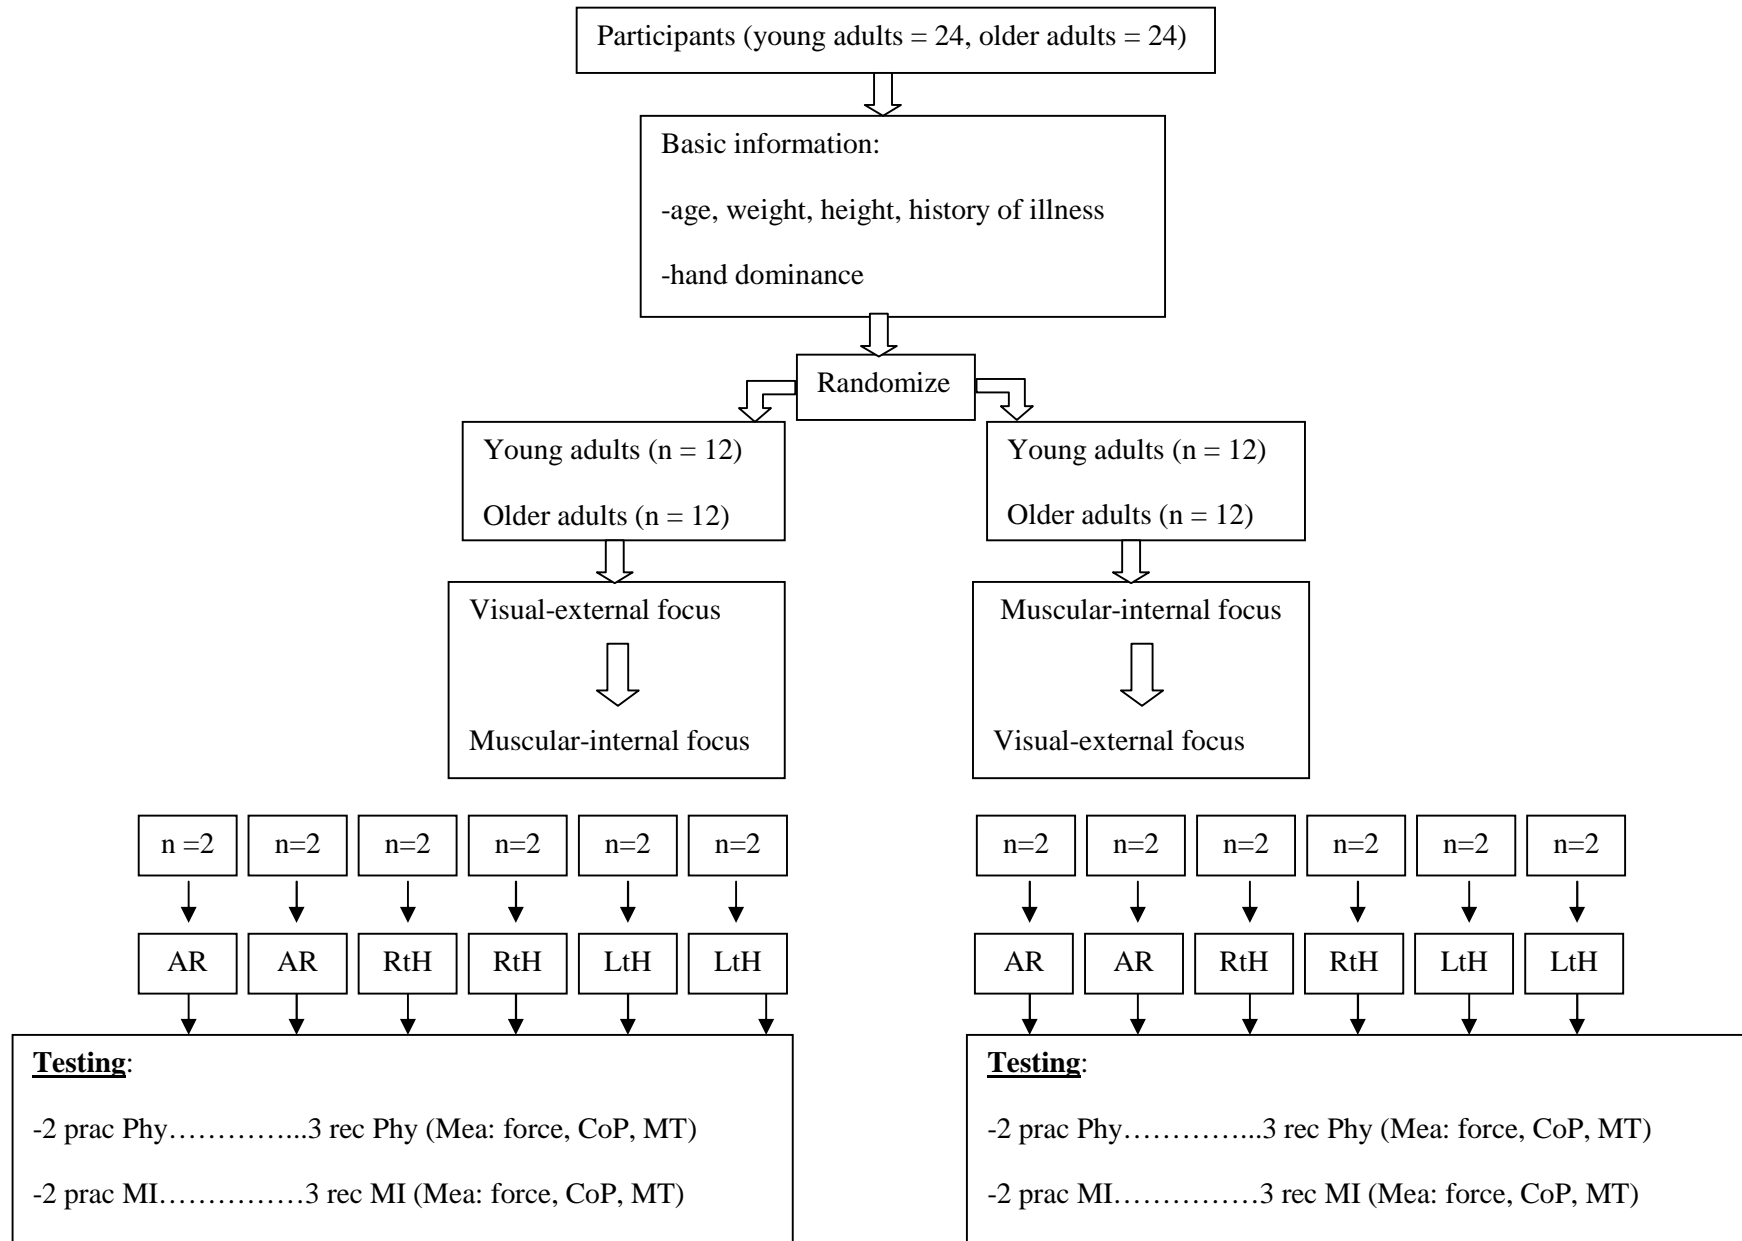 Participants (young adults = 24, older adults = 24)
Basic information:
-age, weight, height, history of illness
-hand dominance
Randomize
Young adults (n = 12)
Older adults (n = 12)
Young adults (n = 12)
Older adults (n = 12)
Visual-external focus
Muscular-internal focus
Muscular-internal focus
Visual-external focus
n =2 n=2 n=2 n=2 n=2 n=2
n=2 n=2 n=2 n=2 n=2 n=2
AR AR RtH RtH LtH LtH
AR AR RtH RtH LtH LtH
Testing:
-2 prac Phy…………...3 rec Phy (Mea: force, CoP, MT)
-2 prac MI……………3 rec MI (Mea: force, CoP, MT)
Testing:
-2 prac Phy…………...3 rec Phy (Mea: force, CoP, MT)
-2 prac MI……………3 rec MI (Mea: force, CoP, MT)